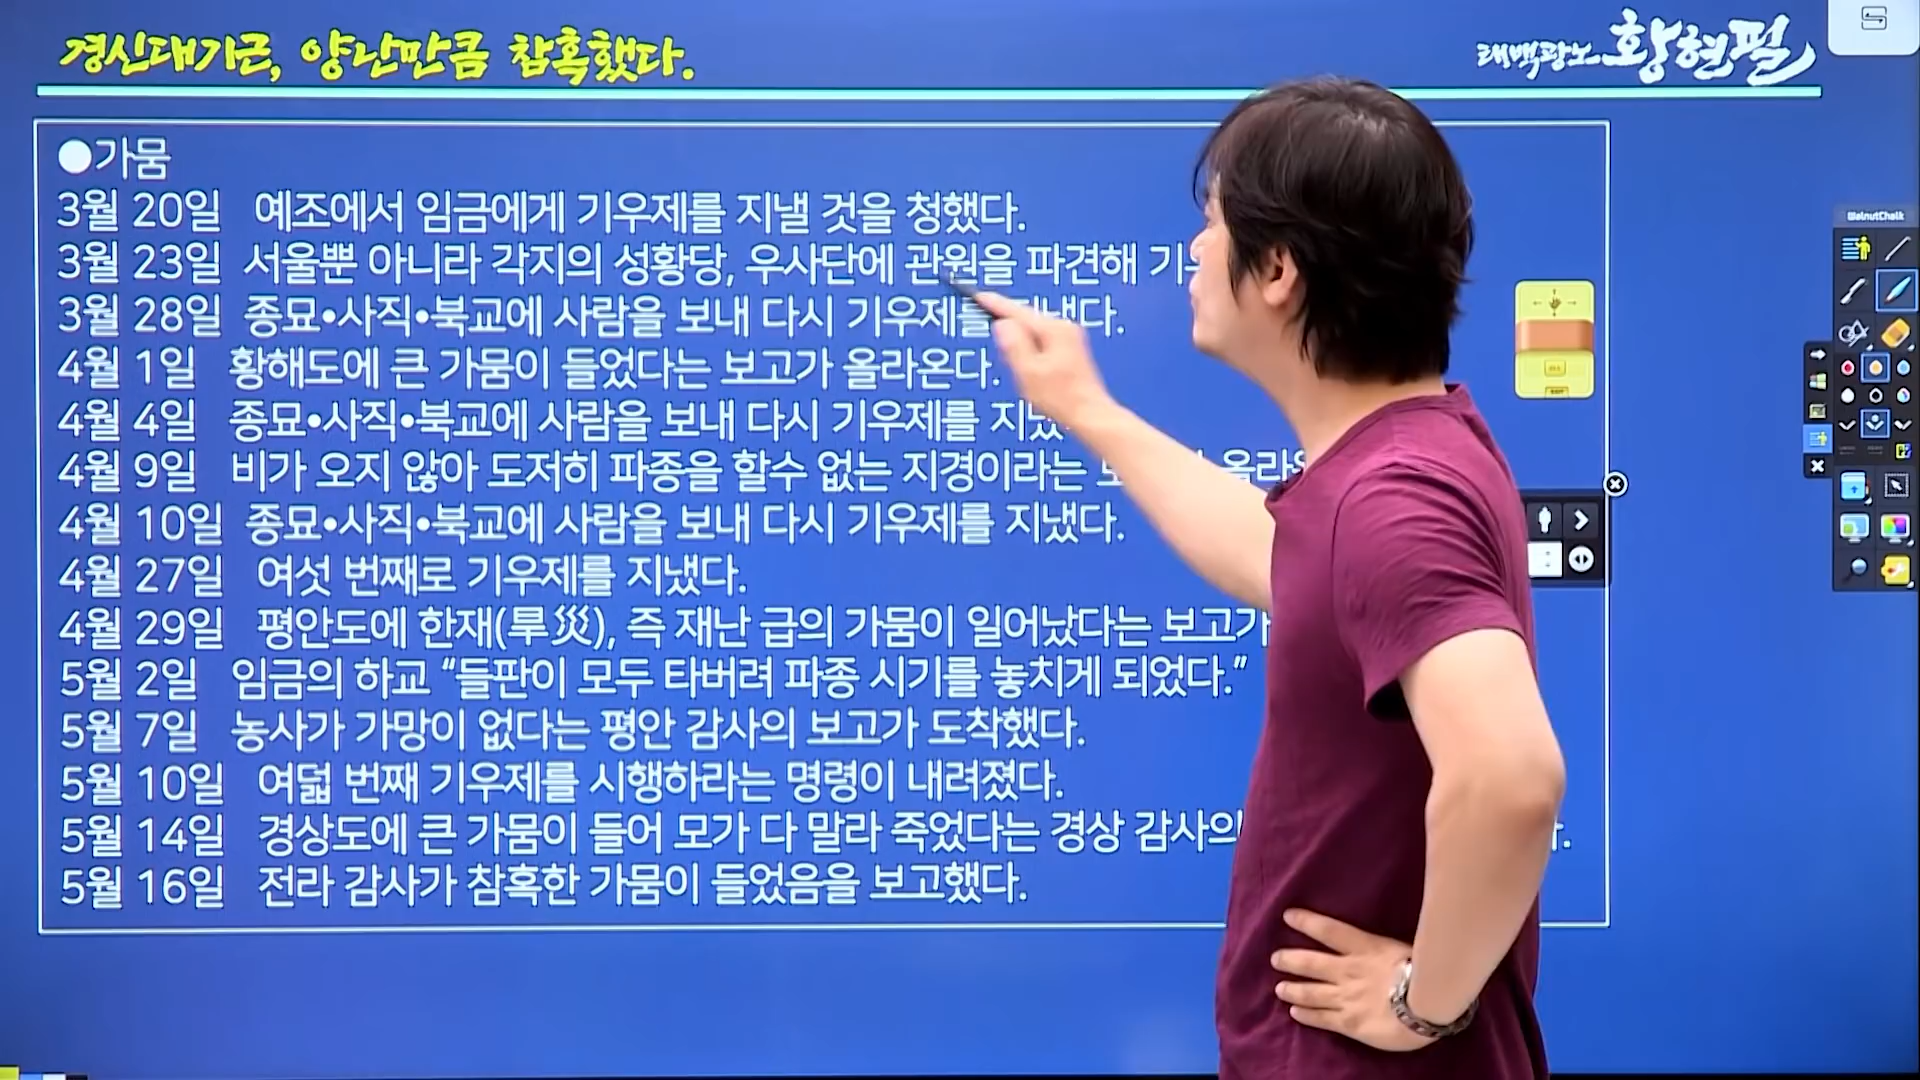 경신대기근, 양난만큼 참혹했다.
태백광노 황현필
●가뭄
3월 20일 예조에서 임금에게 기우제를 지낼 것을 청했다.
3월 23일 서울뿐 아니라 각지의 성황당, 우사단에 관원을 파견해
3월 28일 종묘•사직•북교에 사람을 보내 다시 기우제를 지냈다.
4월 1일 황해도에 큰 가뭄이 들었다는 보고가 올라온다.
4월 4일 종묘•사직•북교에 사람을 보내 다시 기우제를
4월 9일 비가 오지 않아 도저히 파종을 할수 없는 지경이라는
4월 10일 종묘•사직•북교에 사람을 보내 다시 기우제를 지냈다.
4월 27일 여섯 번째로 기우제를 지냈다.
4월 29일 평안도에 한재(旱災), 즉 재난 급의 가뭄이 일어났다는 보고가
5월 2일 임금의 하교 “들판이 모두 타버려 파종 시기를 놓치게 되었다.”
5월 7일 농사가 가망이 없다는 평안 감사의 보고가 도착했다.
5월 10일 여덟 번째 기우제를 시행하라는 명령이 내려졌다.
5월 14일 경상도에 큰 가뭄이 들어 모가 다 말라 죽었다는 경상 감사의
5월 16일 전라 감사가 참혹한 가뭄이 들었음을 보고했다.
WalnutChalk